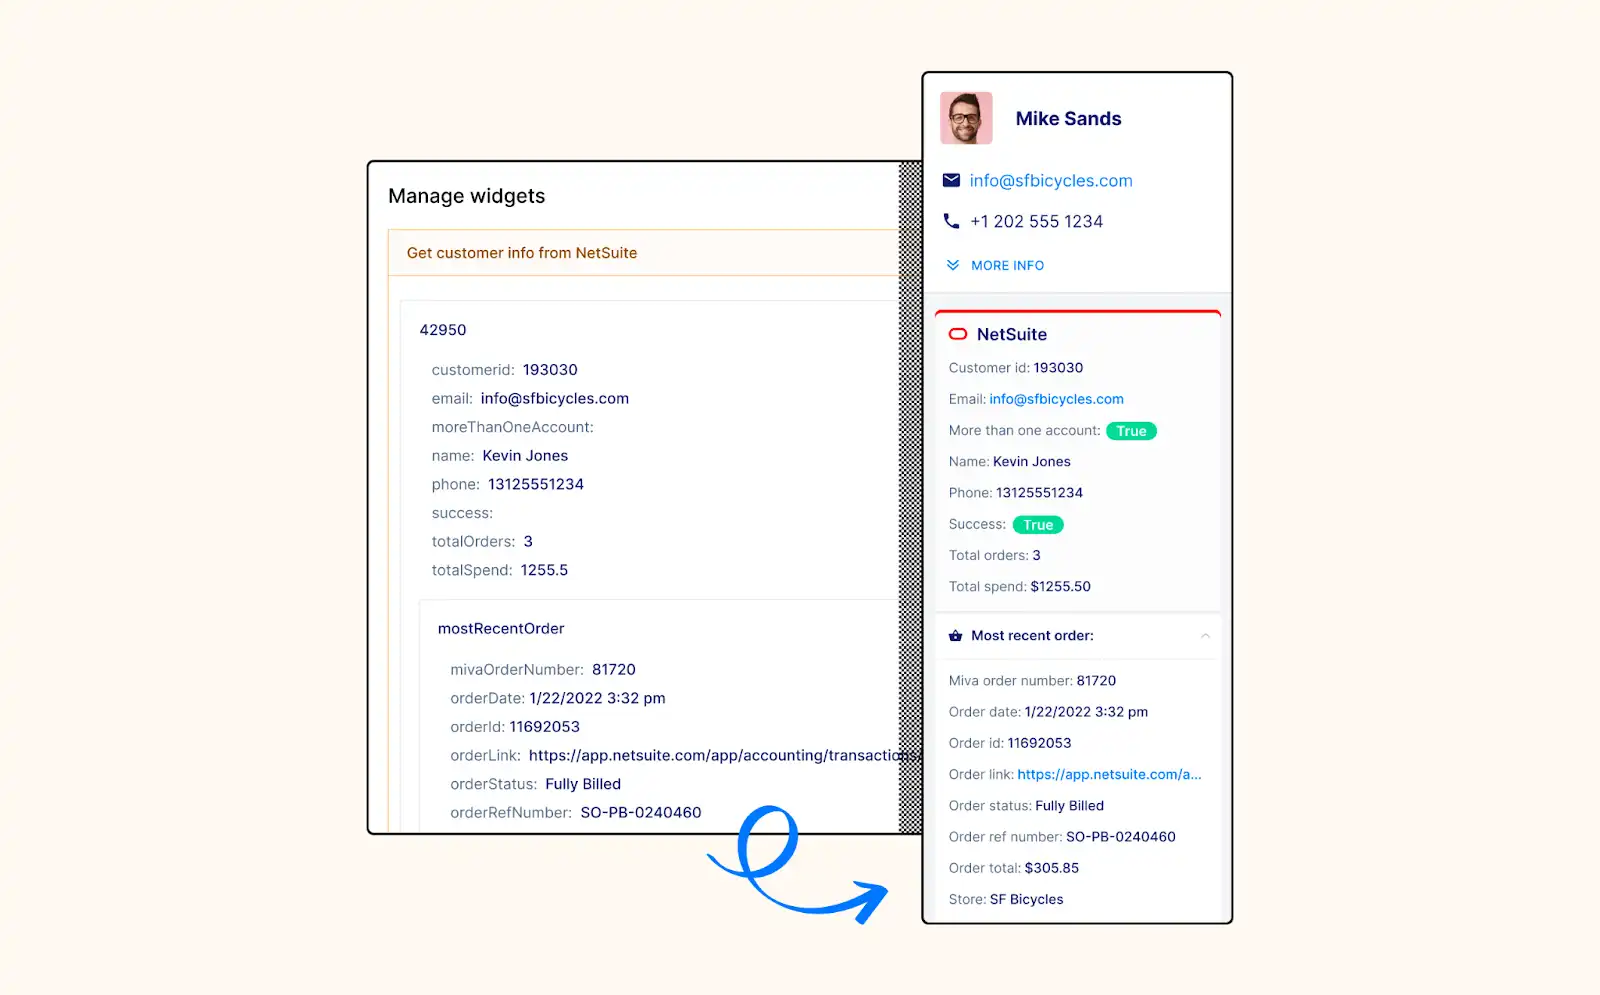 Manage widgets
Get customer info from NetSuite
42950
customerid: 193030
email: info@sfbicycles.com
moreThanOneAccount:
name: Kevin Jones
phone: 13125551234
success:
totalOrders: 3
totalSpend: 1255.5
mostRecentOrder
mivaOrderNumber: 81720
orderDate: 1/22/2022 3:32 pm
orderId: 11692053
orderLink: https://app.netsuite.com/app/accounting/transactions
orderStatus: Fully Billed
orderRefNumber: SO-PB-0240460
Mike Sands
info@sfbicycles.com
+1 202 555 1234
MORE INFO
NetSuite
Customer id: 193030
Email: info@sfbicycles.com
More than one account: True
Name: Kevin Jones
Phone: 13125551234
Success: True
Total orders: 3
Total spend: $1255.50
Most recent order:
Miva order number: 81720
Order date: 1/22/2022 3:32 pm
Order id: 11692053
Order link: https://app.netsuite.com/a...
Order status: Fully Billed
Order ref number: SO-PB-0240460
Order total: $305.85
Store: SF Bicycles